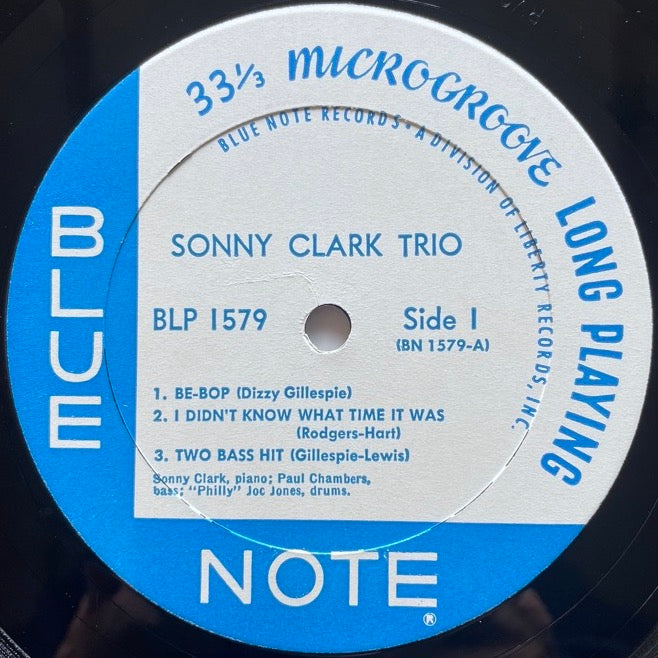 33⅓ MICROGROOVE LONG PLAYING
BLUE NOTE RECORDS • A DIVISION OF LIBERTY RECORDS, INC.
SONNY CLARK TRIO
BLP 1579
Side 1
(BN 1579-A)
1. BE-BOP (Dizzy Gillespie)
2. I DIDN'T KNOW WHAT TIME IT WAS
(Rodgers-Hart)
3. TWO BASS HIT (Gillespie-Lewis)
Sonny Clark, piano; Paul Chambers,
bass; "Philly" Joe Jones, drums.
BLUE
NOTE
®